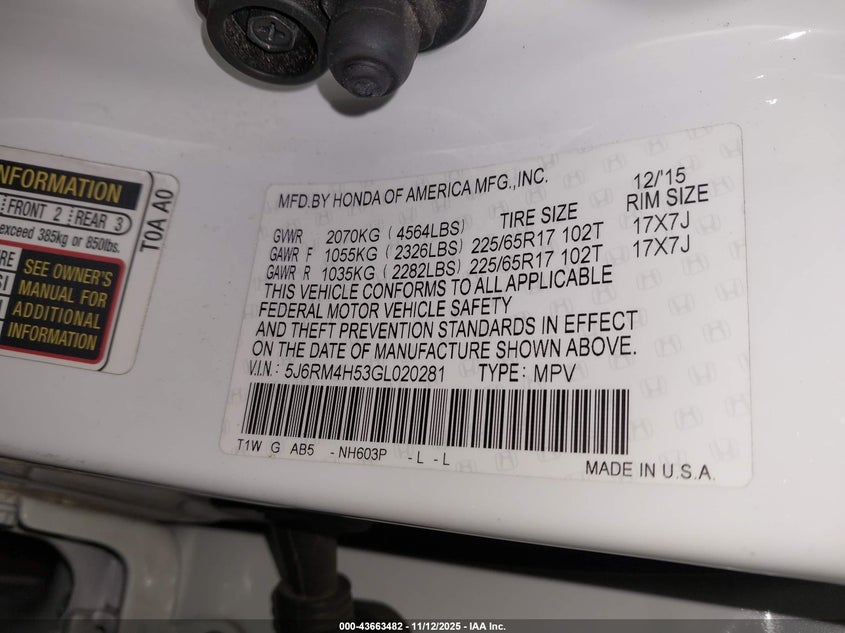 NFORMATION
FRONT 2 REAR 3
exceed 385kg or 850lbs.
SEE OWNER'S
MANUAL FOR
ADDITIONAL
INFORMATION
T0A A0
MFD.BY HONDA OF AMERICA MFG.,INC. 12/'15
TIRE SIZE RIM SIZE
GVWR 2070KG (4564LBS)
GAWR F 1055KG (2326LBS) 225/65R17 102T 17X7J
GAWR R 1035KG (2282LBS) 225/65R17 102T 17X7J
THIS VEHICLE CONFORMS TO ALL APPLICABLE
FEDERAL MOTOR VEHICLE SAFETY
AND THEFT PREVENTION STANDARDS IN EFFECT
ON THE DATE OF MANUFACTURE SHOWN ABOVE.
V.I.N.: 5J6RM4H53GL020281 TYPE: MPV
T1W G AB5 -NH603P -L -L
MADE IN U.S.A.
000-43663482 - 11/12/2025 - IAA Inc.